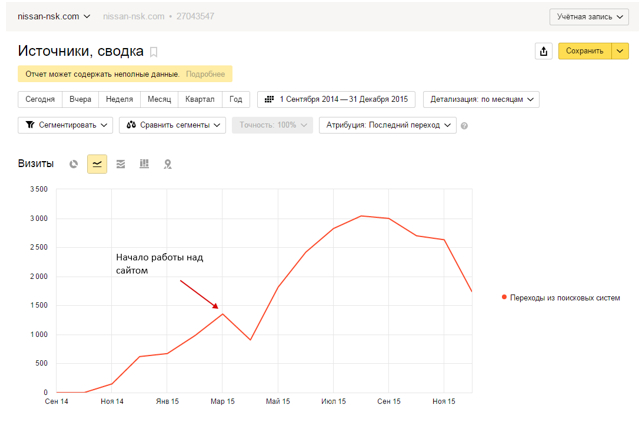 nissan-nsk.com nissan-nsk.com • 27043547 Учётная запись
Источники, сводка Сохранить
Отчет может содержать неполные данные. Подробнее
Сегодня Вчера Неделя Месяц Квартал Год 1 Сентября 2014 — 31 Декабря 2015 Детализация: по месяцам
Сегментировать Сравнить сегменты Точность: 100% Атрибуция: Последний переход ?
Визиты
3 500
3 000
2 500
2 000
1 500
1 000
500
0
Начало работы над
сайтом
Переходы из поисковых систем
Сен 14 Ноя 14 Янв 15 Мар 15 Май 15 Июл 15 Сен 15 Ноя 15